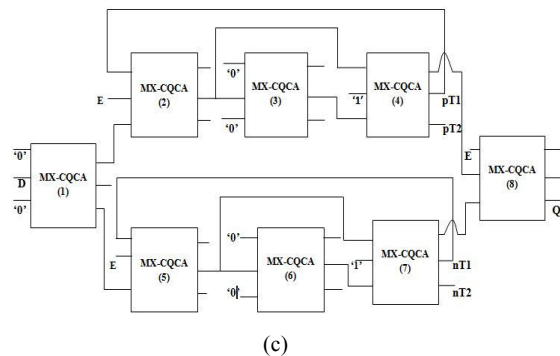 ‘0’
MX-CQCA
(2)
E
MX-CQCA
(3)
‘0’
‘1’
MX-CQCA
(4)
pT1
pT2
‘0’
D
‘0’
MX-CQCA
(1)
E
MX-CQCA
(8)
Q
E
MX-CQCA
(5)
‘0’
MX-CQCA
(6)
‘0’
‘1’
MX-CQCA
(7)
nT1
nT2
(c)